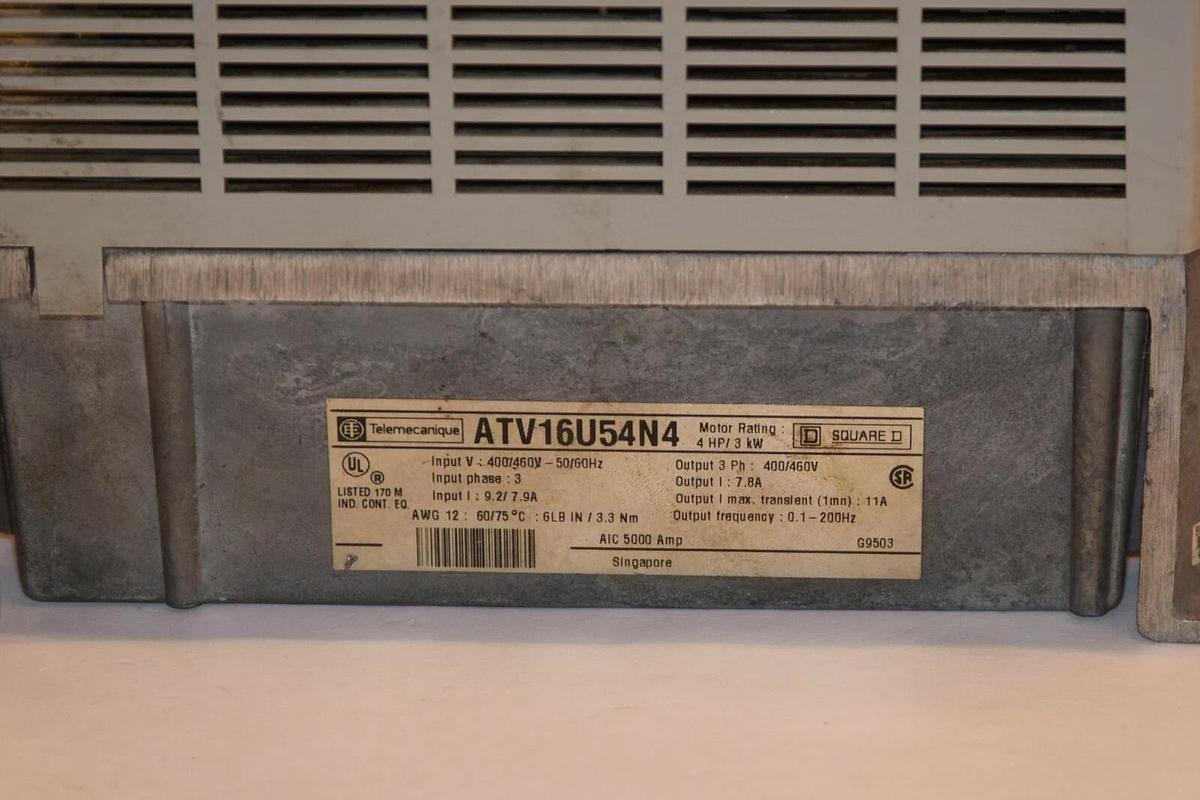 Telemecanique ATV16U54N4 Motor Rating : 4 HP/ 3 kW SQUARE D
UL
®
LISTED 170 M
IND. CONT. EQ.
Input V : 400/460V - 50/60Hz
Input phase : 3
Input I : 9.2/ 7.9A
AWG 12 : 60/75°C : 6LB IN / 3.3 Nm
Output 3 Ph : 400/460V
Output I : 7.8A
Output I max. transient (1mn) : 11A
Output frequency : 0.1-200Hz
AIC 5000 Amp
G9503
Singapore